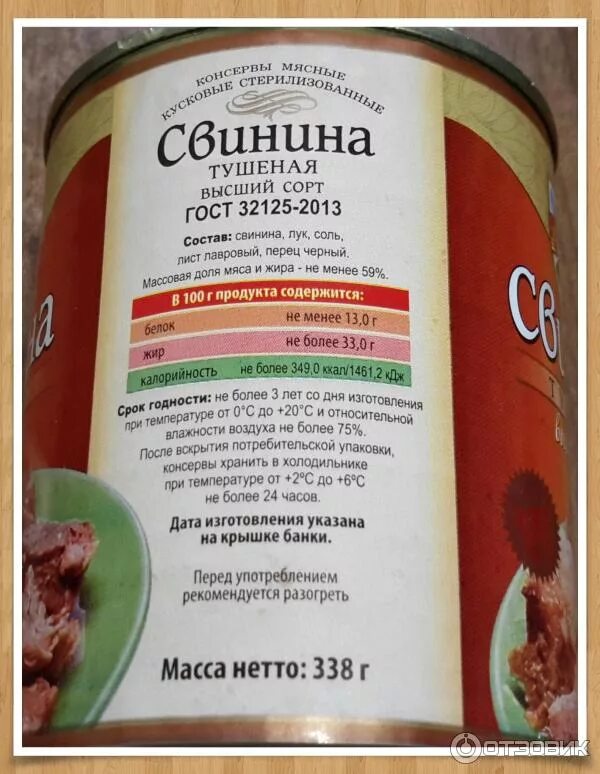 КОНСЕРВЫ МЯСНЫЕ
КУСКОВЫЕ СТЕРИЛИЗОВАННЫЕ
Свинина
ТУШЕНАЯ
ВЫСШИЙ СОРТ
ГОСТ 32125-2013
Состав: свинина, лук, соль,
лист лавровый, перец черный.
Массовая доля мяса и жира - не менее 59%.
В 100 г продукта содержится:
белок не менее 13,0 г
жир не более 33,0 г
калорийность не более 349,0 ккал/1461,2 кДж
Срок годности: не более 3 лет со дня изготовления
при температуре от 0°С до +20°С и относительной
влажности воздуха не более 75%.
После вскрытия потребительской упаковки,
консервы хранить в холодильнике
при температуре от +2°С до +6°С
не более 24 часов.
Дата изготовления указана
на крышке банки.
Перед употреблением
рекомендуется разогреть
Масса нетто: 338 г
ОТЗОВИК